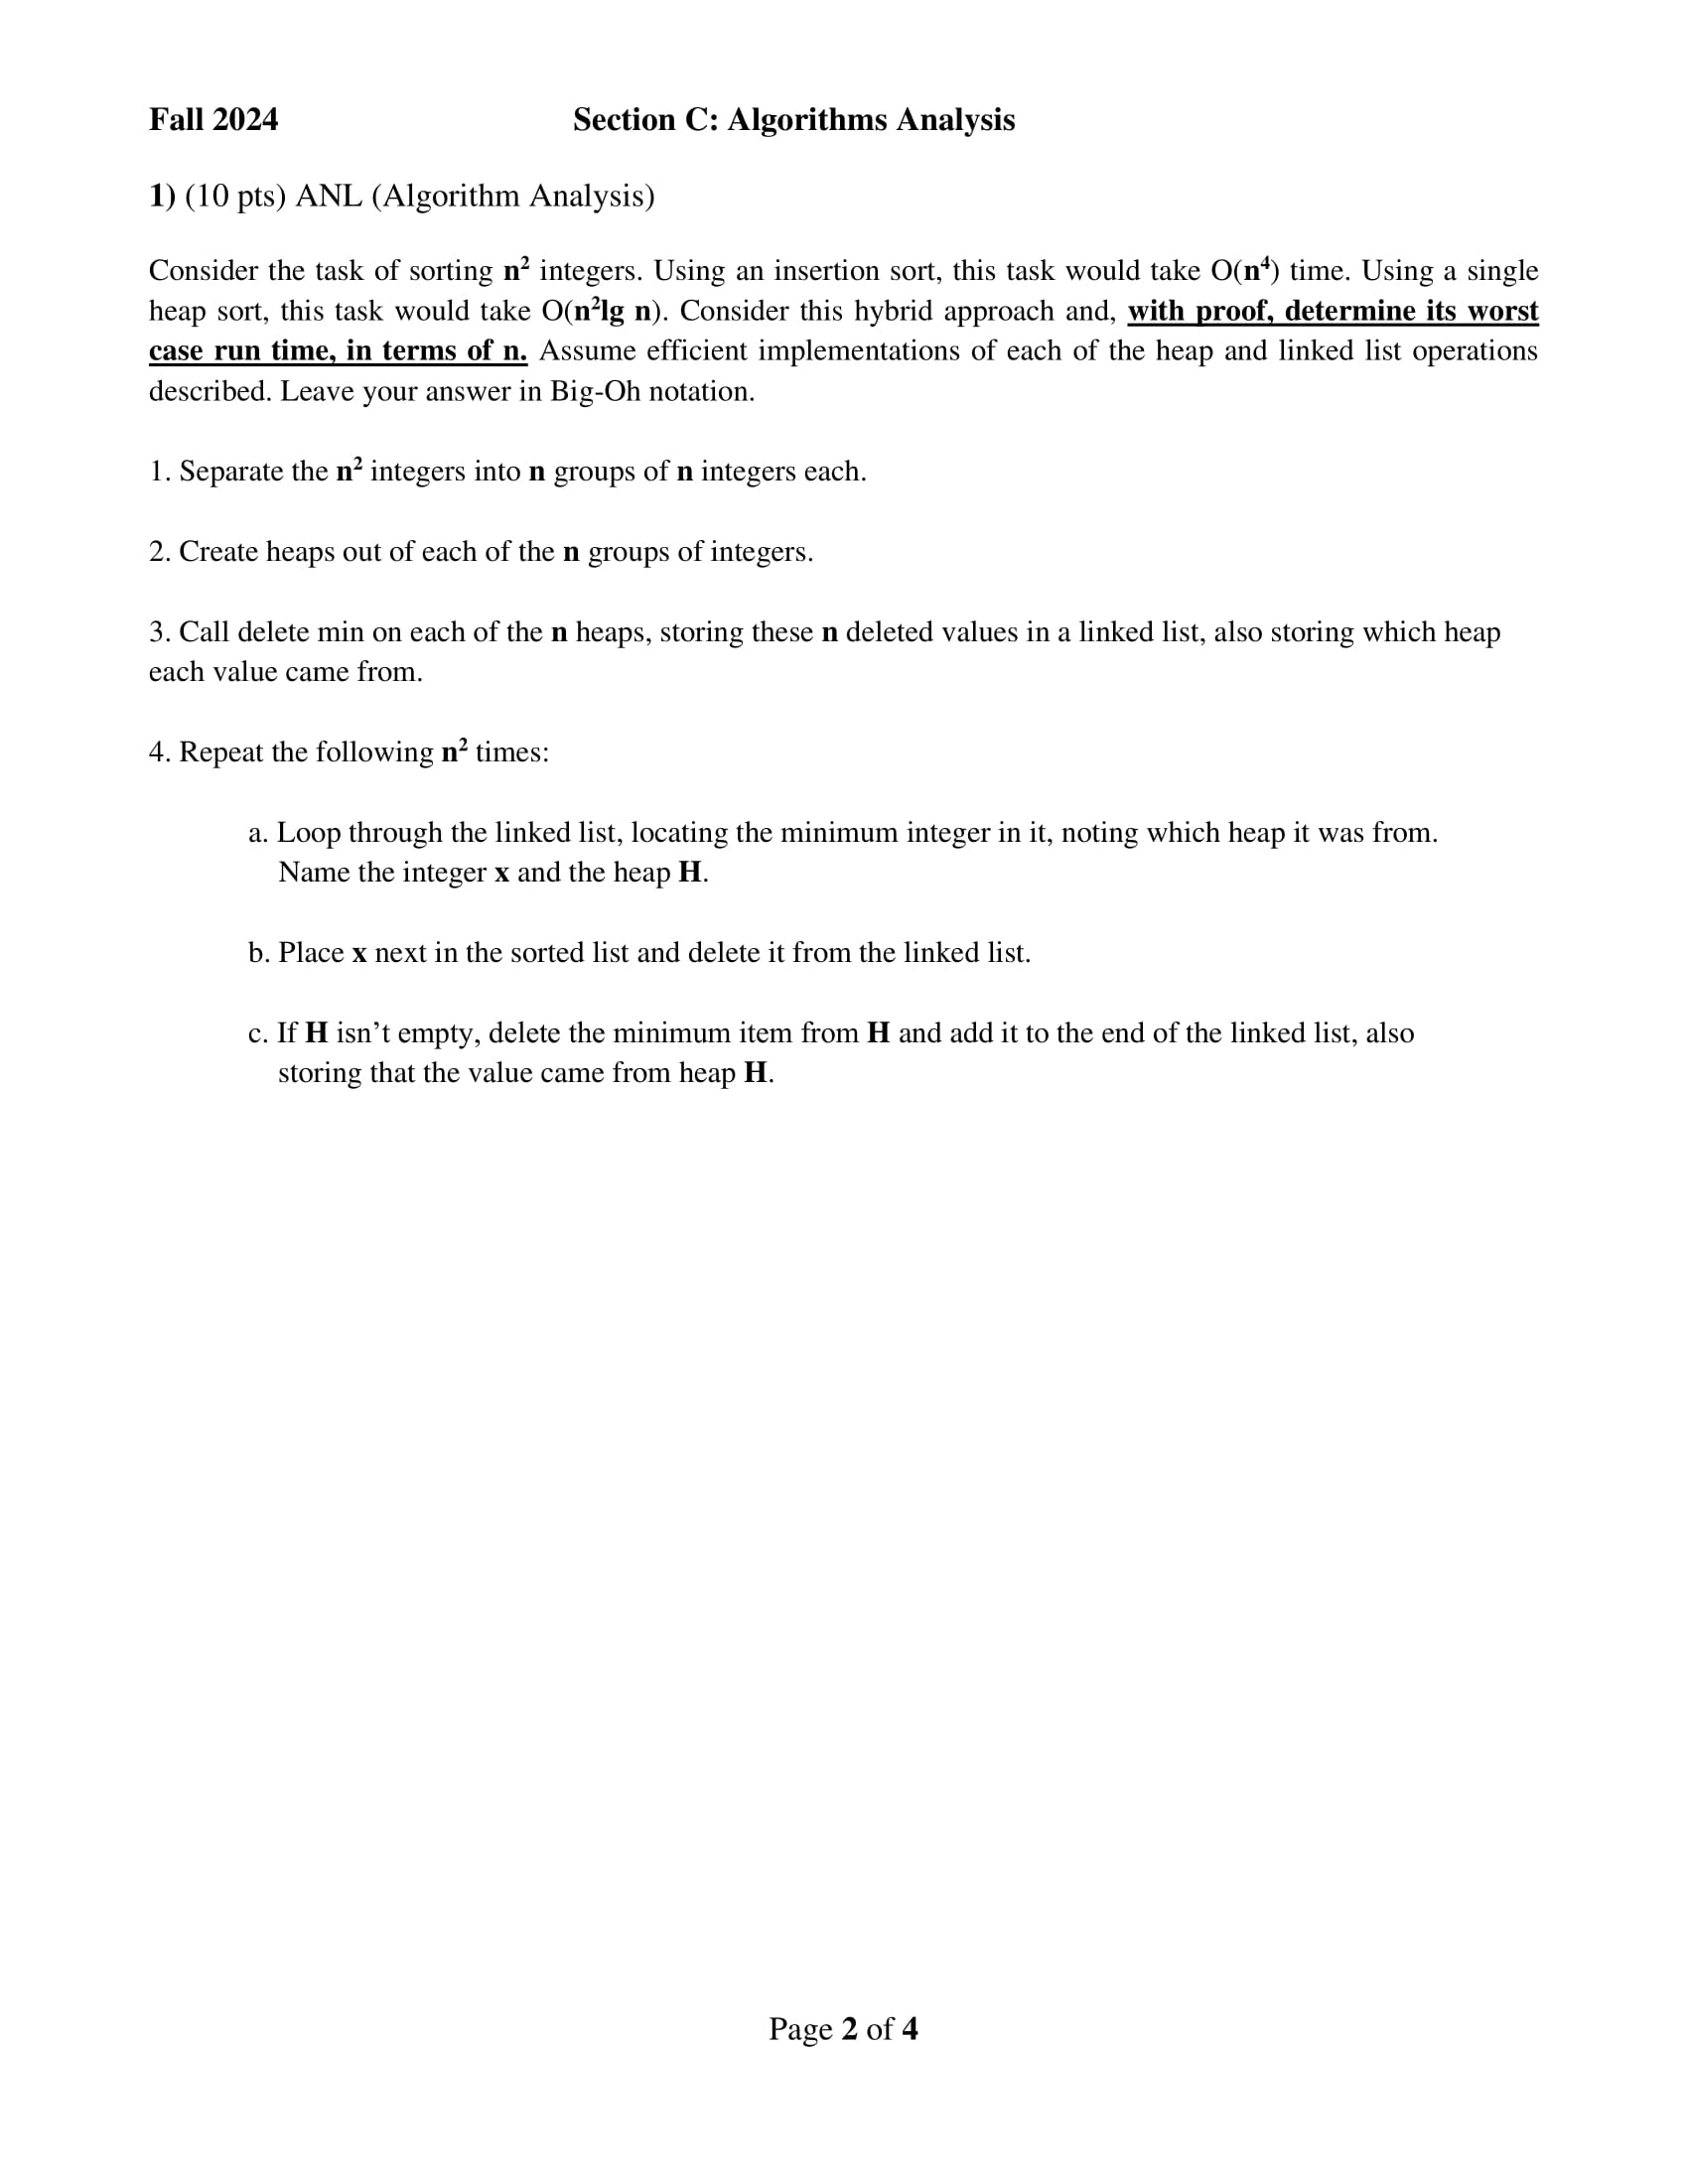 Fall 2024 Section C: Algorithms Analysis
1) (10 pts) ANL (Algorithm Analysis)
Consider the task of sorting n² integers. Using an insertion sort, this task would take O(n⁴) time. Using a single
heap sort, this task would take O(n²lg n). Consider this hybrid approach and, with proof, determine its worst
case run time, in terms of n. Assume efficient implementations of each of the heap and linked list operations
described. Leave your answer in Big-Oh notation.
1. Separate the n² integers into n groups of n integers each.
2. Create heaps out of each of the n groups of integers.
3. Call delete min on each of the n heaps, storing these n deleted values in a linked list, also storing which heap
each value came from.
4. Repeat the following n² times:
a. Loop through the linked list, locating the minimum integer in it, noting which heap it was from.
Name the integer x and the heap H.
b. Place x next in the sorted list and delete it from the linked list.
c. If H isn’t empty, delete the minimum item from H and add it to the end of the linked list, also
storing that the value came from heap H.
Page 2 of 4